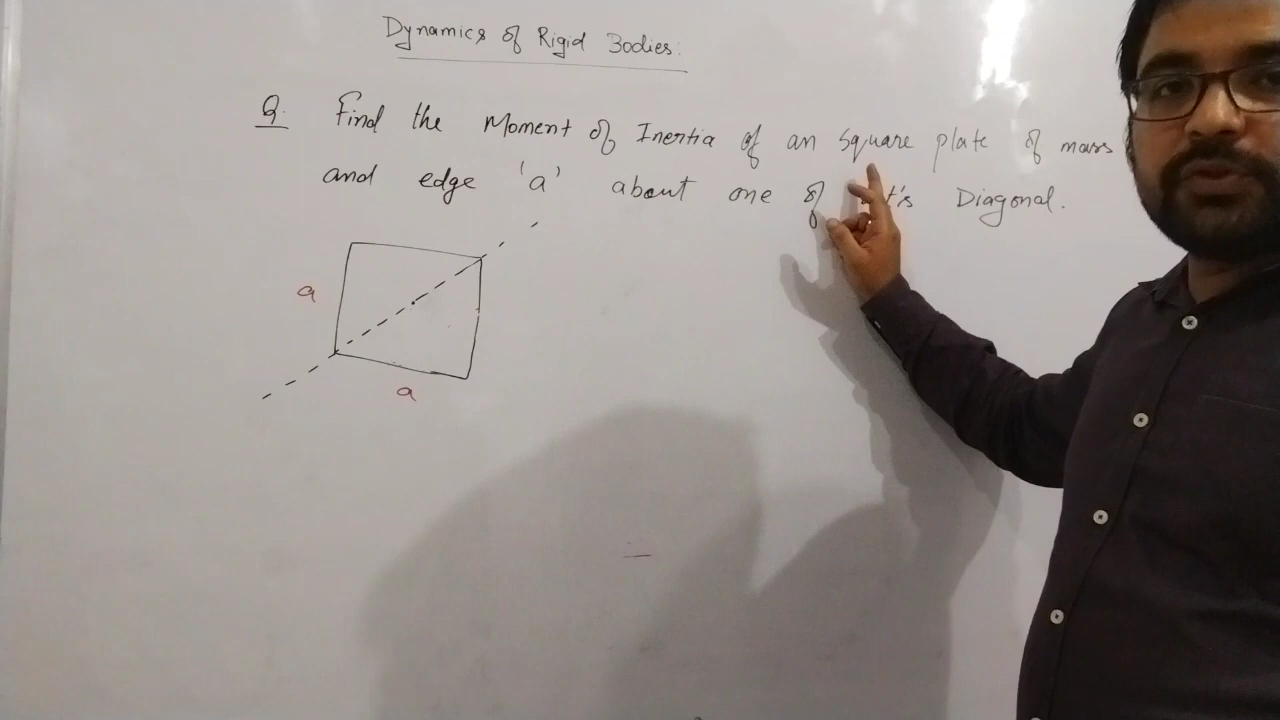 Dynamics of Rigid Bodies:
Q. Find the Moment of Inertia of an square plate of mass
and edge 'a' about one of it's Diagonal.
a
a